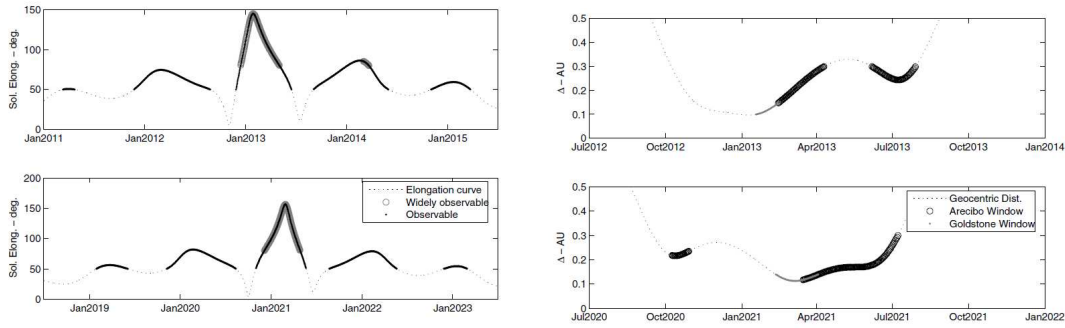 150
100
50
0
Sol. Elong. – deg.
Jan2011 Jan2012 Jan2013 Jan2014 Jan2015
0.5
0.4
0.3
0.2
0.1
0
Δ – AU
Jul2012 Oct2012 Jan2013 Apr2013 Jul2013 Oct2013 Jan2014
200
150
100
50
0
Sol. Elong. – deg.
Elongation curve
Widely observable
Observable
Jan2019 Jan2020 Jan2021 Jan2022 Jan2023
0.5
0.4
0.3
0.2
0.1
0
Δ – AU
Geocentric Dist.
Arecibo Window
Goldstone Window
Jul2020 Oct2020 Jan2021 Apr2021 Jul2021 Oct2021 Jan2022